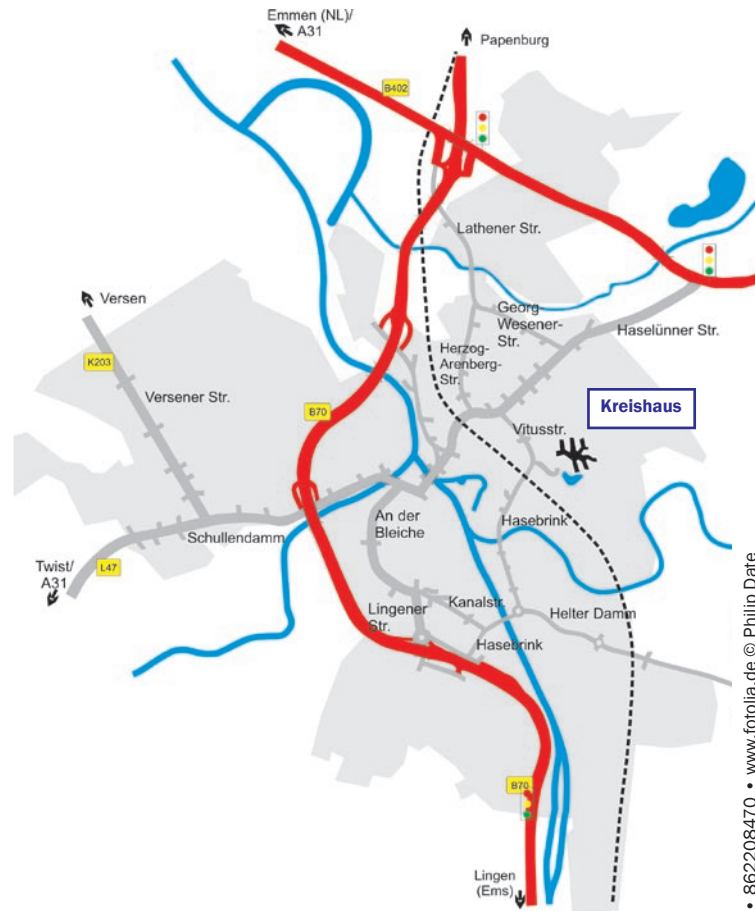 Emmen (NL)/
A31
Papenburg
B402
Lathener Str.
Versen
Georg-
Wesener-
Str.
Haselünner Str.
Herzog-
Arenberg-
Str.
K203
Versener Str.
B70
Kreishaus
Vitusstr.
An der
Bleiche
Hasebrink
Schullendamm
Twist/
A31
L47
Lingener
Str.
Kanalstr.
Helter Damm
Hasebrink
B70
Lingen
(Ems)
• 862208470 • www.fotolia.de © Philip Date